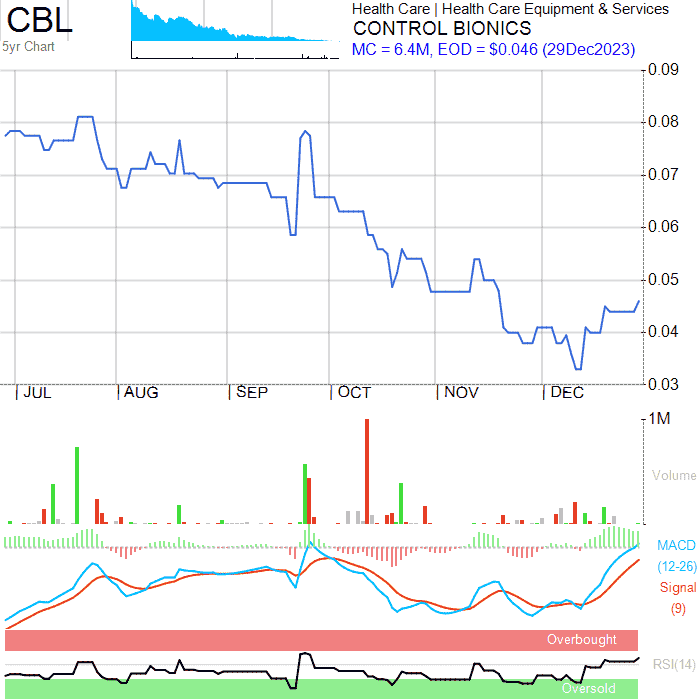 CBL
5yr Chart
Health Care | Health Care Equipment & Services
CONTROL BIONICS
MC = 6.4M, EOD = $0.046 (29Dec2023)
0.09
0.08
0.07
0.06
0.05
0.04
0.03
JUL
AUG
SEP
OCT
NOV
DEC
1M
Volume
MACD
(12-26)
Signal
(9)
Overbought
RSI(14)
Oversold